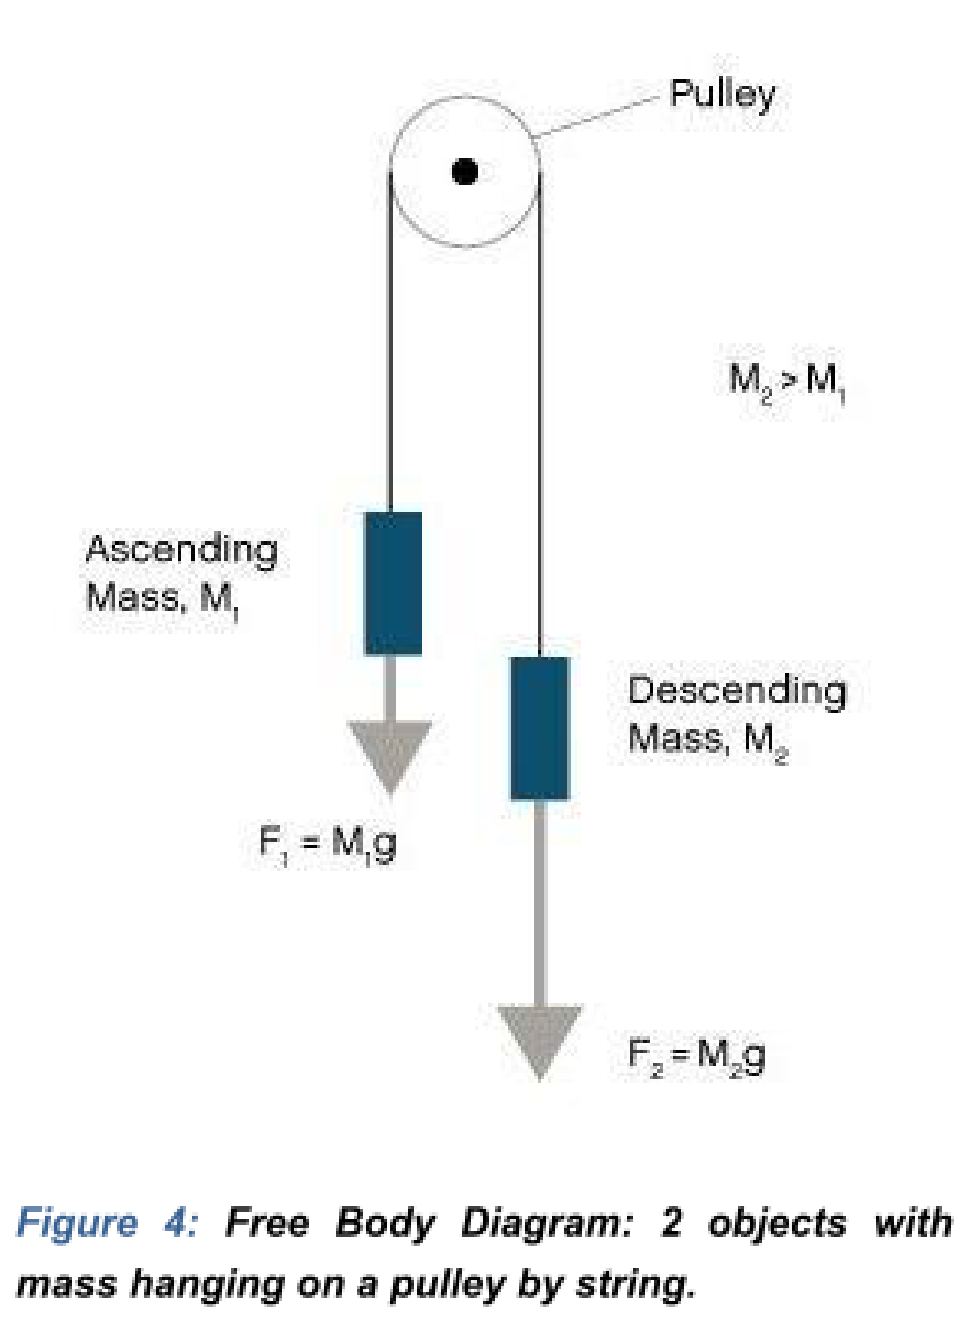 Pulley
M₂ > M₁
Ascending
Mass, M₁
Descending
Mass, M₂
F₁ = M₁g
F₂ = M₂g
Figure 4: Free Body Diagram: 2 objects with
mass hanging on a pulley by string.